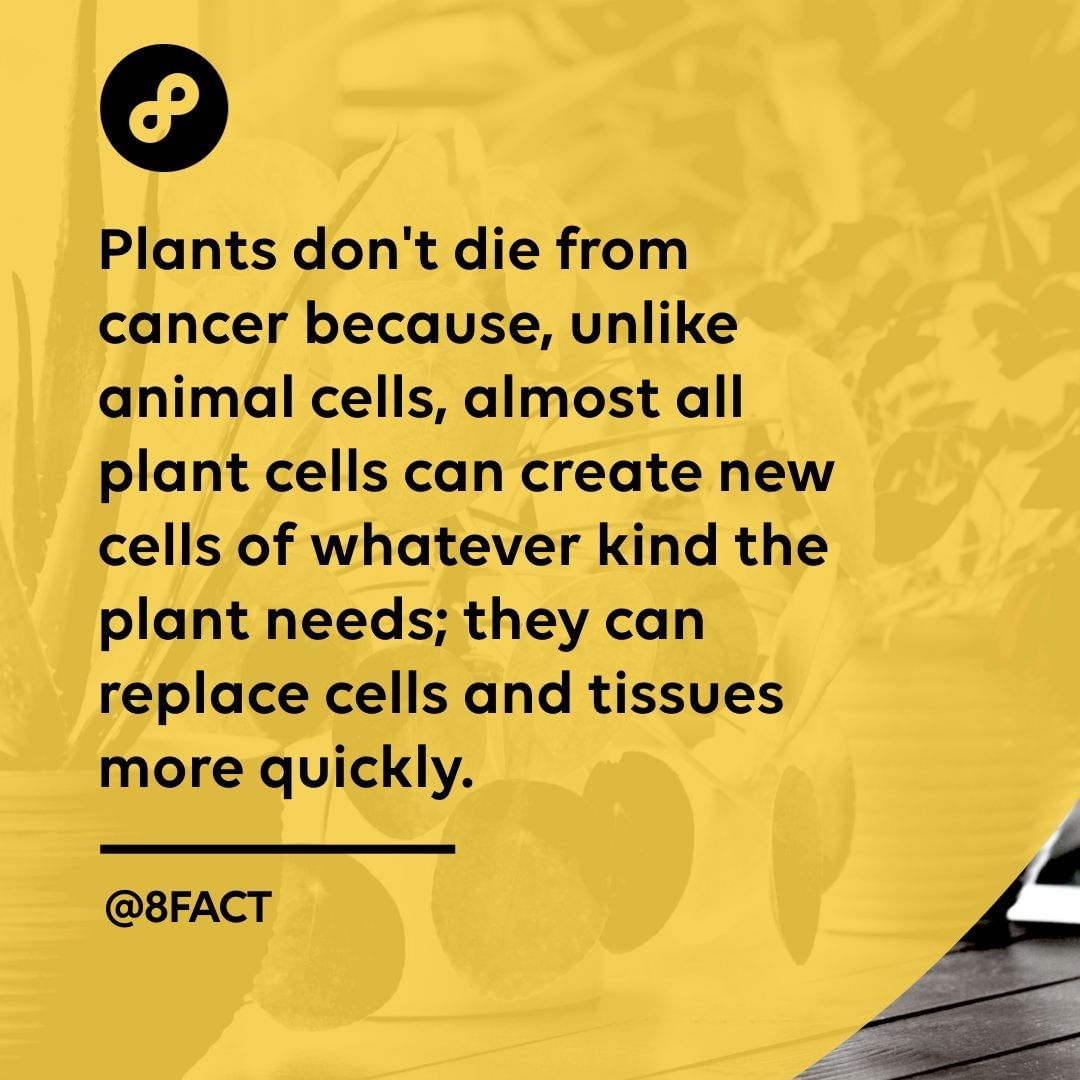 Plants don't die from
cancer because, unlike
animal cells, almost all
plant cells can create new
cells of whatever kind the
plant needs; they can
replace cells and tissues
more quickly.
@8FACT